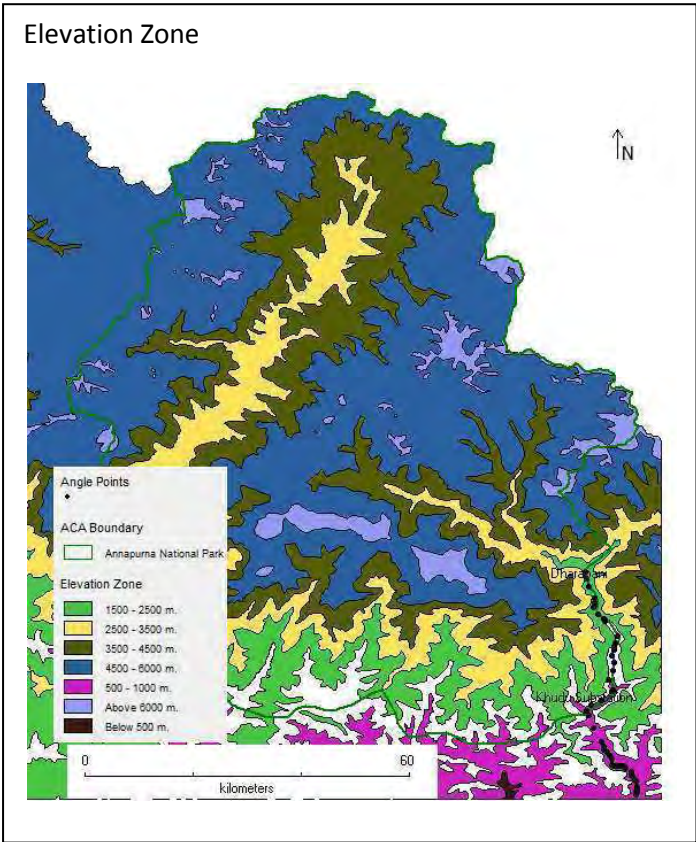 Elevation Zone
N
Angle Points
ACA Boundary
Annapurna National Park
Elevation Zone
1500 - 2500 m.
2500 - 3500 m.
3500 - 4500 m.
4500 - 6000 m.
500 - 1000 m.
Above 6000 m.
Below 500 m.
Dharapani
Khudi Substation
0 60
kilometers